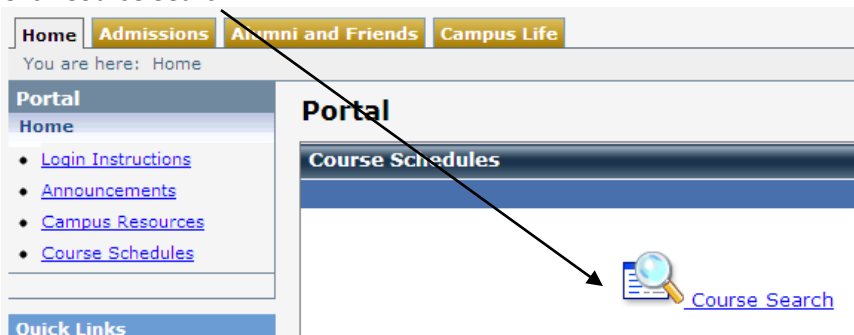 Home Admissions Alumni and Friends Campus Life
You are here: Home
Portal
Home
Login Instructions
Announcements
Campus Resources
Course Schedules
Quick Links
Portal
Course Schedules
Course Search